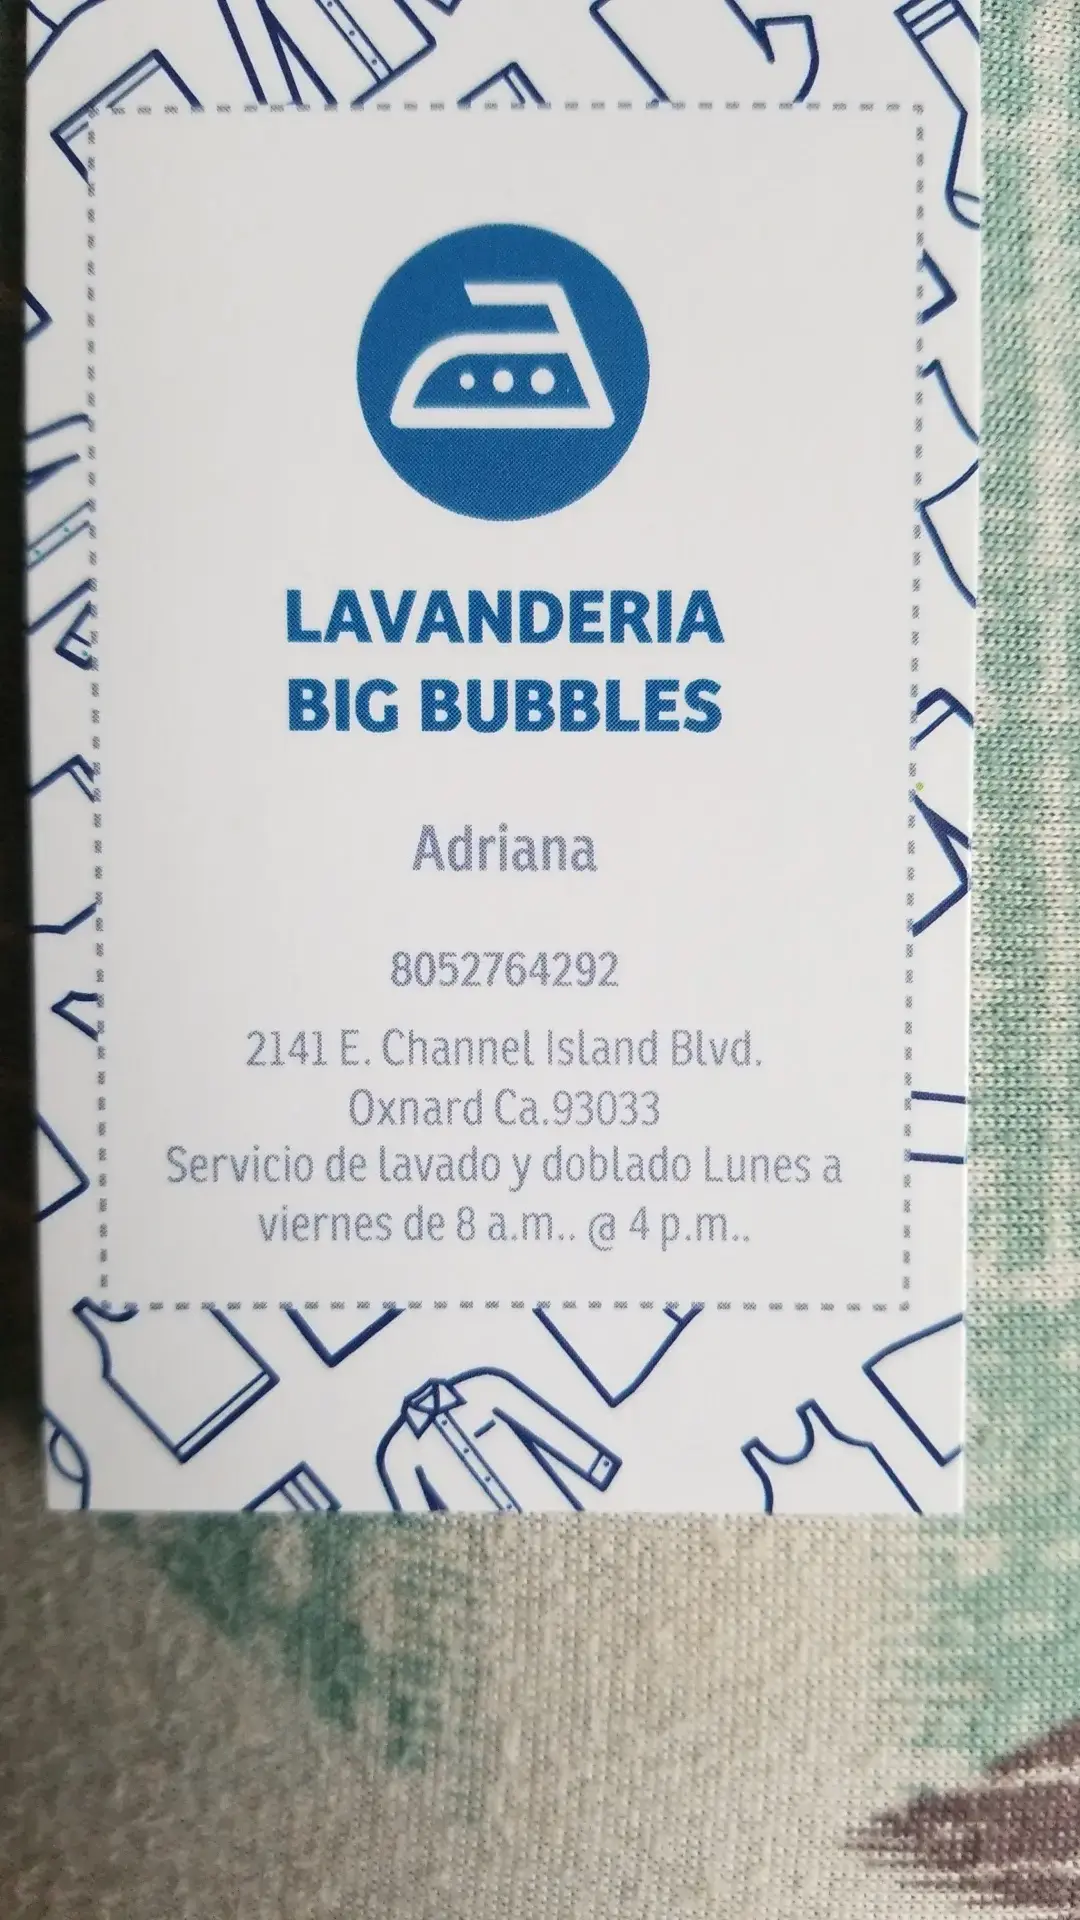 LAVANDERIA
BIG BUBBLES
Adriana
8052764292
2141 E. Channel Island Blvd.
Oxnard Ca.93033
Servicio de lavado y doblado Lunes a
viernes de 8 a.m.. @ 4 p.m..